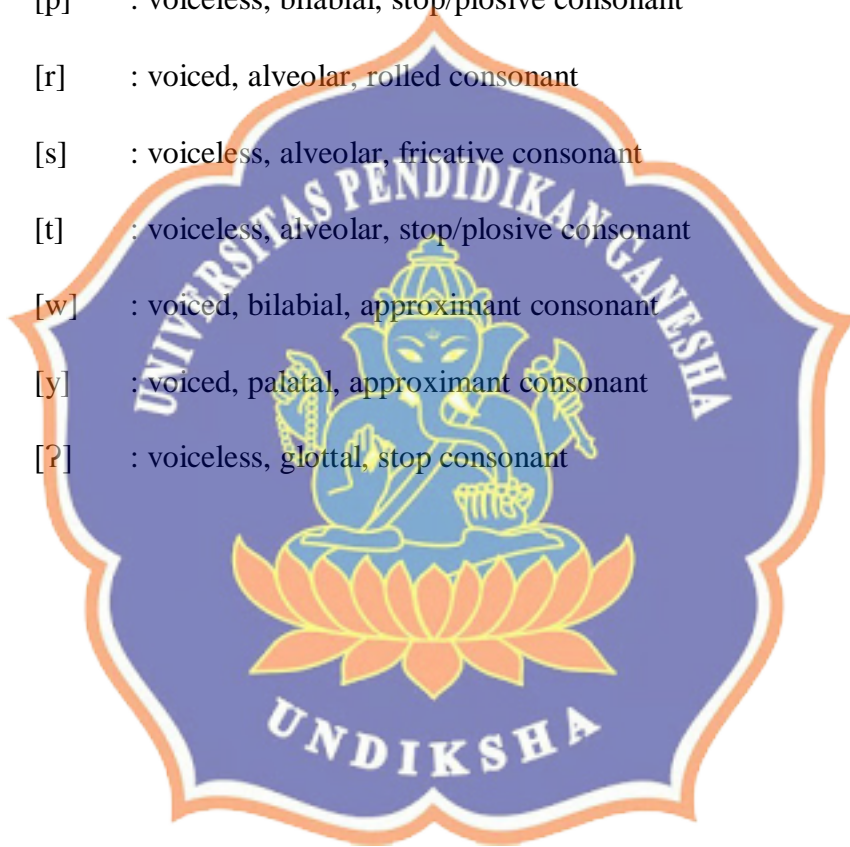 [p] : voiceless, bilabial, stop/plosive consonant
[r] : voiced, alveolar, rolled consonant
[s] : voiceless, alveolar, fricative consonant
[t] : voiceless, alveolar, stop/plosive consonant
[w] : voiced, bilabial, approximant consonant
[y] : voiced, palatal, approximant consonant
[ʔ] : voiceless, glottal, stop consonant
UNIVERSITAS PENDIDIKAN GANESHA
UNDIKSHA